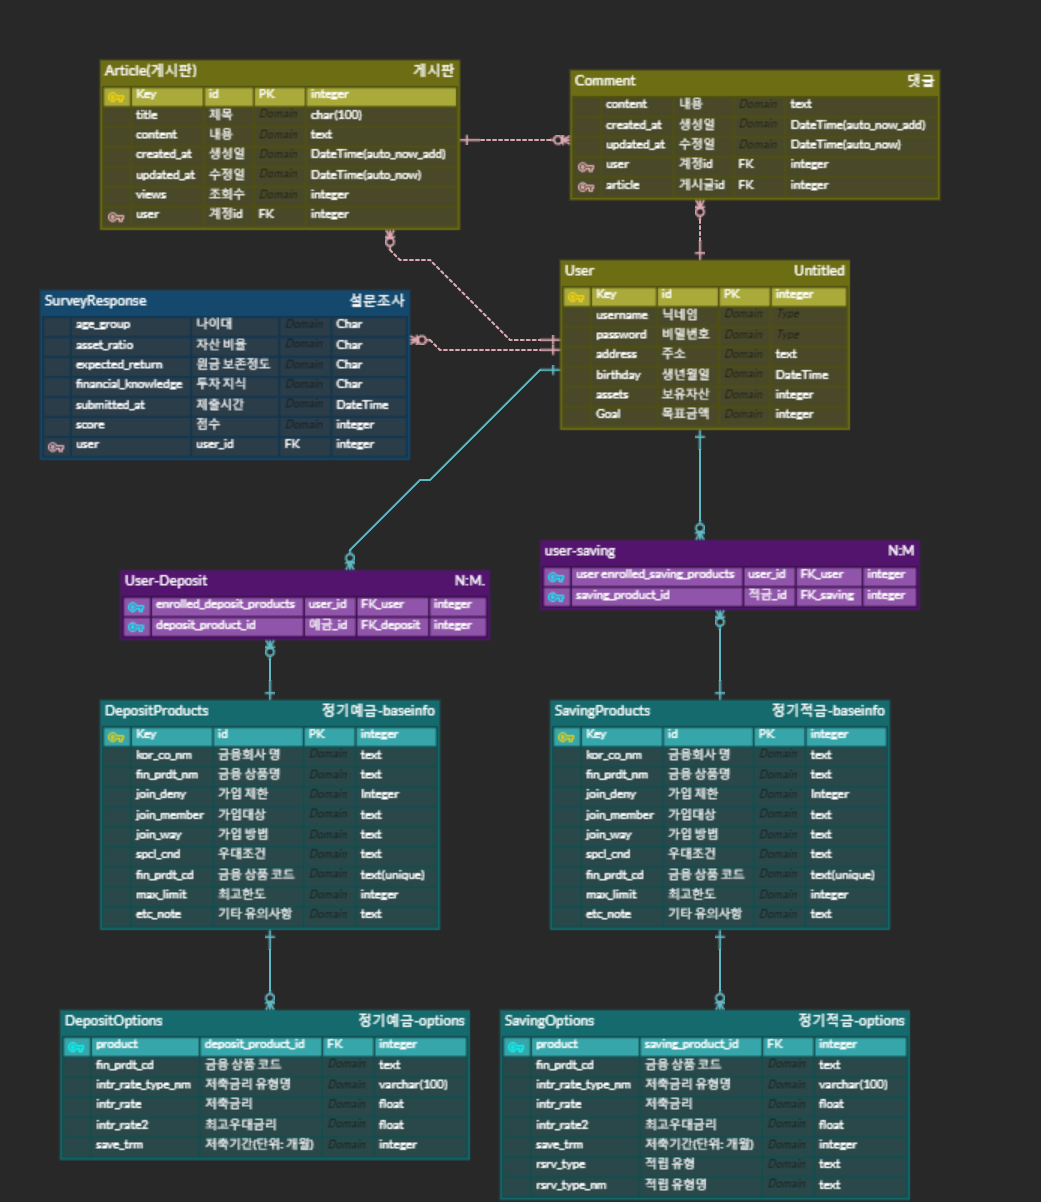 Article(게시판) 게시판
Key id PK integer
title 제목 Domain char(100)
content 내용 Domain text
created_at 생성일 Domain DateTime(auto_now_add)
updated_at 수정일 Domain DateTime(auto_now)
views 조회수 Domain integer
user 계정id FK integer
Comment 댓글
content 내용 Domain text
created_at 생성일 Domain DateTime(auto_now_add)
updated_at 수정일 Domain DateTime(auto_now)
user 계정id FK integer
article 게시글id FK integer
User Untitled
Key id PK integer
username 닉네임 Domain Type
password 비밀번호 Domain Type
address 주소 Domain text
birthday 생년월일 Domain DateTime
assets 보유자산 Domain integer
Goal 목표금액 Domain integer
SurveyResponse 설문조사
age_group 나이대 Domain Char
asset_ratio 자산 비율 Domain Char
expected_return 원금 보존정도 Domain Char
financial_knowledge 투자 지식 Domain Char
submitted_at 제출시간 Domain DateTime
score 점수 Domain integer
user user_id FK integer
User-Deposit N:M.
enrolled_deposit_products user_id FK_user integer
deposit_product_id 예금_id FK_deposit integer
user-saving N:M
user enrolled_saving_products user_id FK_user integer
saving_product_id 적금_id FK_saving integer
DepositProducts 정기예금-baseinfo
Key id PK integer
kor_co_nm 금융회사 명 Domain text
fin_prdt_nm 금융 상품명 Domain text
join_deny 가입 제한 Domain Integer
join_member 가입대상 Domain text
join_way 가입 방법 Domain text
spcl_cnd 우대조건 Domain text
fin_prdt_cd 금융 상품 코드 Domain text(unique)
max_limit 최고한도 Domain integer
etc_note 기타 유의사항 Domain text
SavingProducts 정기적금-baseinfo
Key id PK integer
kor_co_nm 금융회사 명 Domain text
fin_prdt_nm 금융 상품명 Domain text
join_deny 가입 제한 Domain Integer
join_member 가입대상 Domain text
join_way 가입 방법 Domain text
spcl_cnd 우대조건 Domain text
fin_prdt_cd 금융 상품 코드 Domain text(unique)
max_limit 최고한도 Domain integer
etc_note 기타 유의사항 Domain text
DepositOptions 정기예금-options
product deposit_product_id FK integer
fin_prdt_cd 금융 상품 코드 Domain text
intr_rate_type_nm 저축금리 유형명 Domain varchar(100)
intr_rate 저축금리 Domain float
intr_rate2 최고우대금리 Domain float
save_trm 저축기간(단위: 개월) Domain integer
SavingOptions 정기적금-options
product saving_product_id FK integer
fin_prdt_cd 금융 상품 코드 Domain text
intr_rate_type_nm 저축금리 유형명 Domain varchar(100)
intr_rate 저축금리 Domain float
intr_rate2 최고우대금리 Domain float
save_trm 저축기간(단위: 개월) Domain integer
rsrv_type 적립 유형 Domain text
rsrv_type_nm 적립 유형명 Domain text